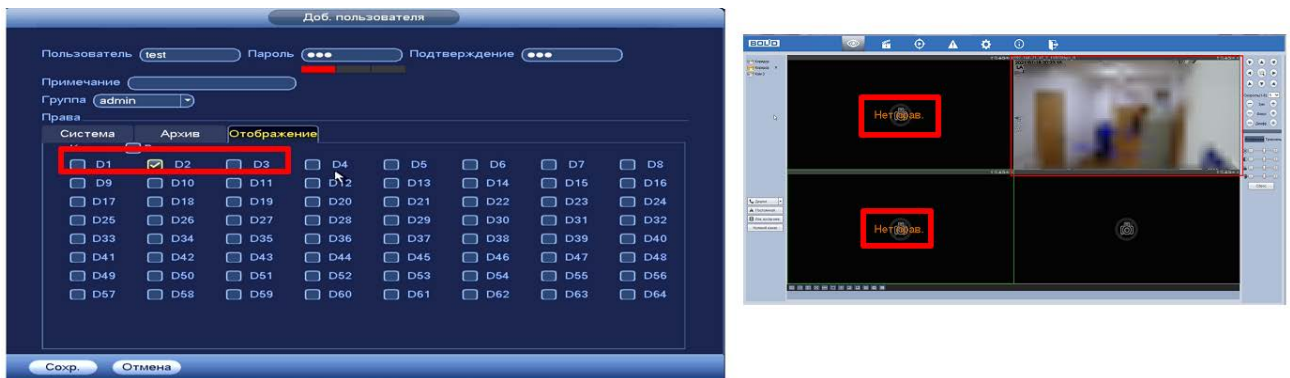 Доб. пользователя
Пользователь test Пароль ●●● Подтверждение ●●●
Примечание
Группа admin
Права
Система Архив Отображение
D1 D2 D3 D4 D5 D6 D7 D8
D9 D10 D11 D12 D13 D14 D15 D16
D17 D18 D19 D20 D21 D22 D23 D24
D25 D26 D27 D28 D29 D30 D31 D32
D33 D34 D35 D36 D37 D38 D39 D40
D41 D42 D43 D44 D45 D46 D47 D48
D49 D50 D51 D52 D53 D54 D55 D56
D57 D58 D59 D60 D61 D62 D63 D64
Сохр. Отмена
BOLID
Нет прав.
Нет прав.